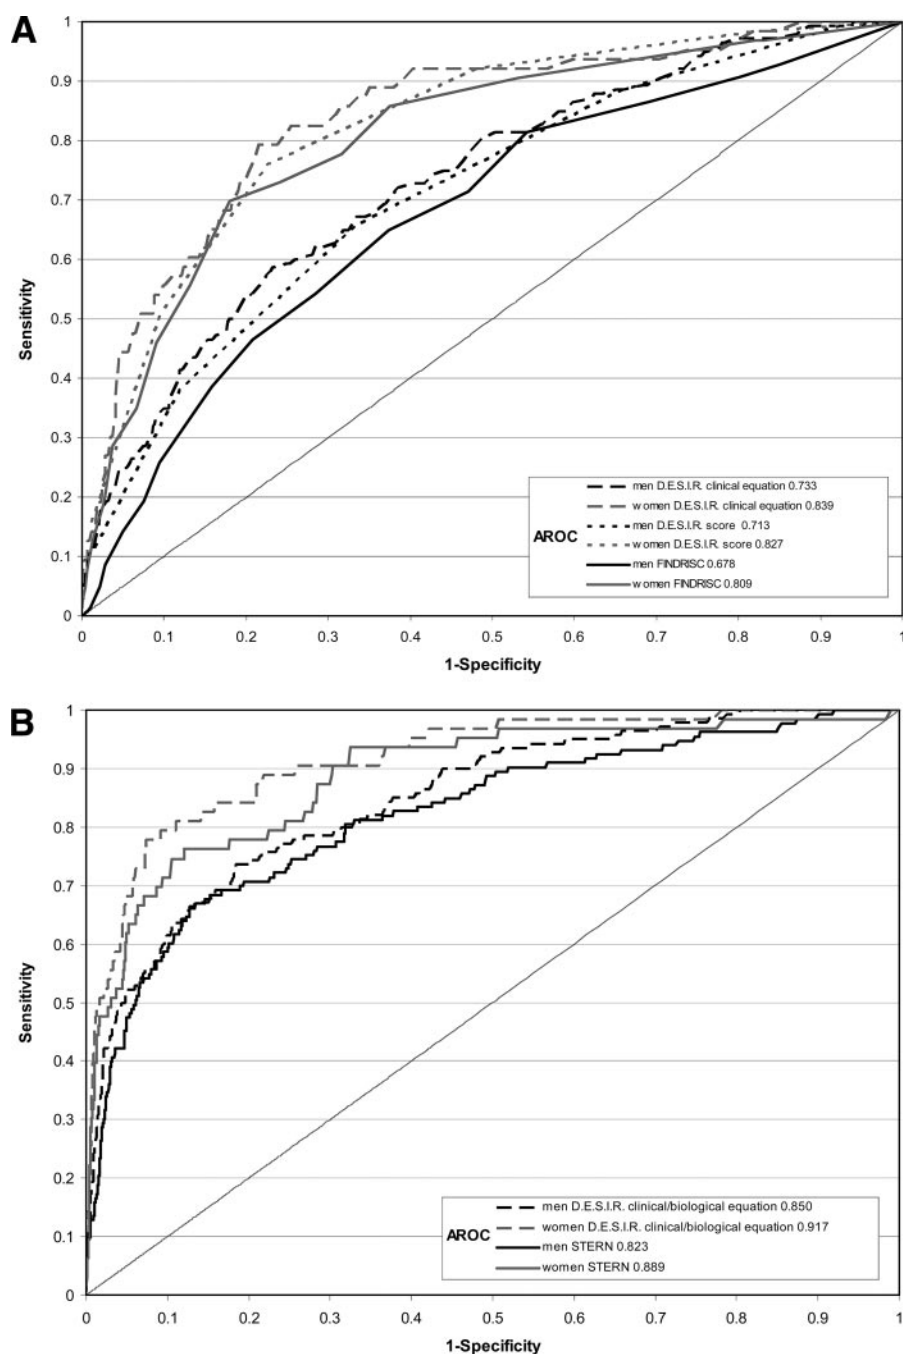 A
1
0.9
0.8
0.7
0.6
0.5
0.4
0.3
0.2
0.1
0
Sensitivity
0 0.1 0.2 0.3 0.4 0.5 0.6 0.7 0.8 0.9 1
1-Specificity
AROC
men D.E.S.I.R. clinical equation 0.733
women D.E.S.I.R. clinical equation 0.839
men D.E.S.I.R. score 0.713
women D.E.S.I.R. score 0.827
men FINDRISC 0.678
women FINDRISC 0.809
B
1
0.9
0.8
0.7
0.6
0.5
0.4
0.3
0.2
0.1
0
Sensitivity
0 0.1 0.2 0.3 0.4 0.5 0.6 0.7 0.8 0.9 1
1-Specificity
AROC
men D.E.S.I.R. clinical/biological equation 0.850
women D.E.S.I.R. clinical/biological equation 0.917
men STERN 0.823
women STERN 0.889